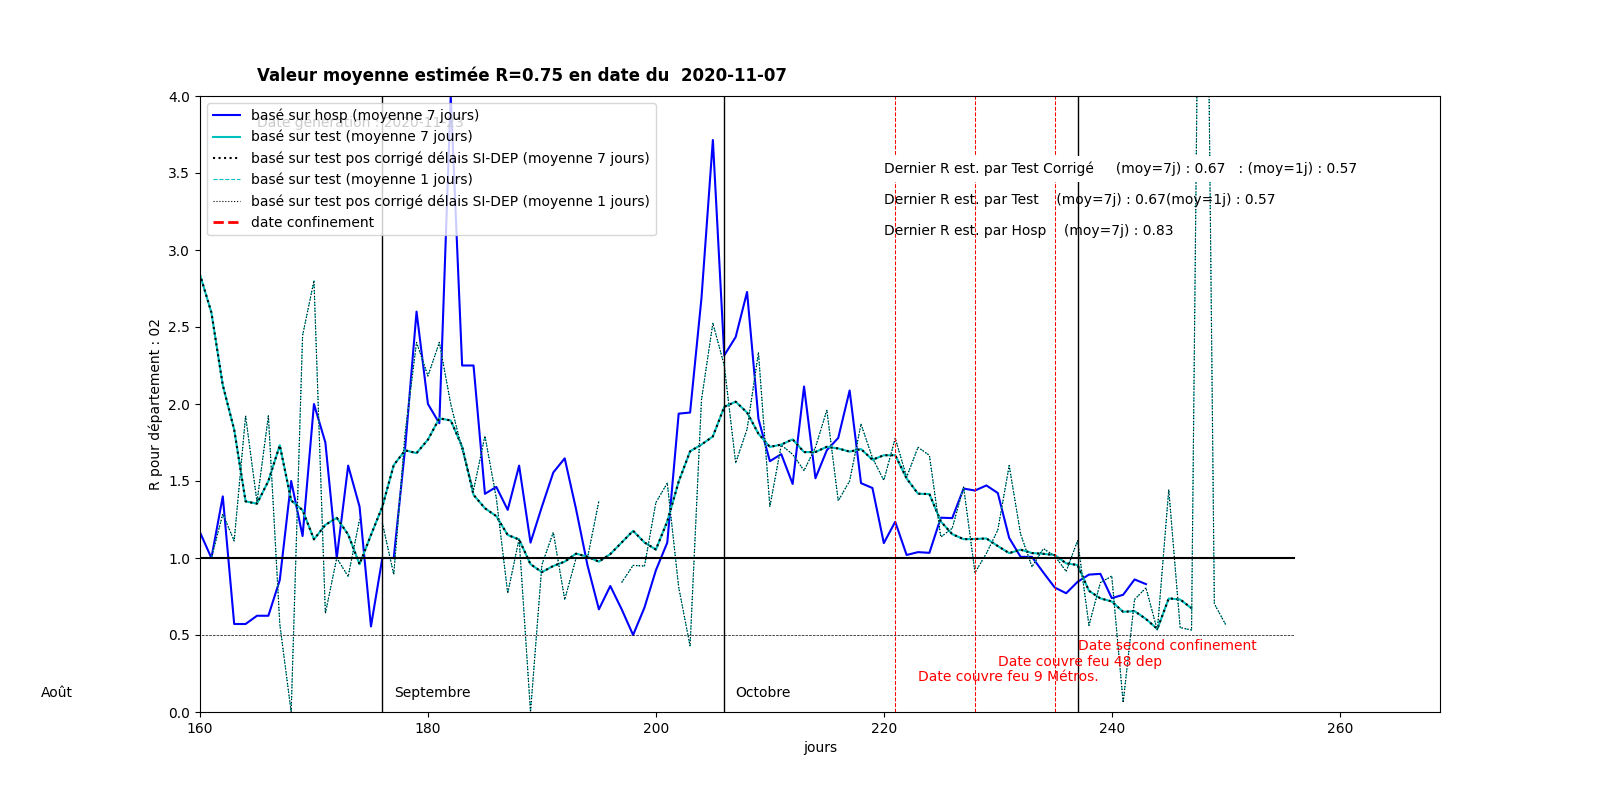 Valeur moyenne estimée R=0.75 en date du  2020-11-07
basé sur hosp (moyenne 7 jours)
basé sur test (moyenne 7 jours)
basé sur test pos corrigé délais SI-DEP (moyenne 7 jours)
basé sur test (moyenne 1 jours)
basé sur test pos corrigé délais SI-DEP (moyenne 1 jours)
date confinement
Dernier R est. par Test Corrigé     (moy=7j) : 0.67   : (moy=1j) : 0.57
Dernier R est. par Test    (moy=7j) : 0.67(moy=1j) : 0.57
Dernier R est. par Hosp    (moy=7j) : 0.83
4.0
3.5
3.0
2.5
2.0
1.5
1.0
0.5
0.0
R pour département : 02
Date second confinement
Date couvre feu 48 dep
Date couvre feu 9 Métros.
Août
Septembre
Octobre
160
180
200
220
240
260
jours